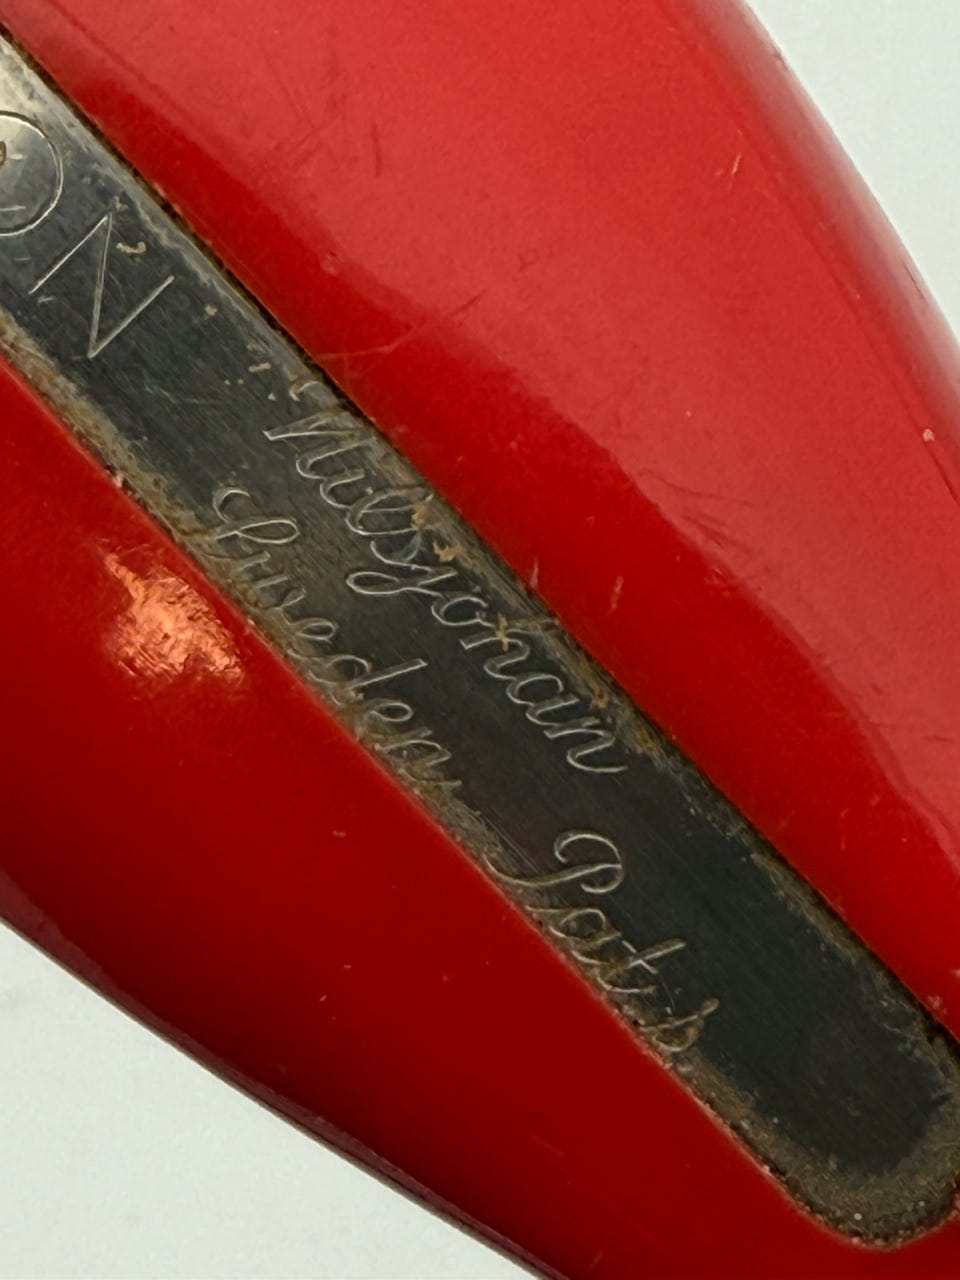 ON
Nilsjohan
Sweden Pat.s